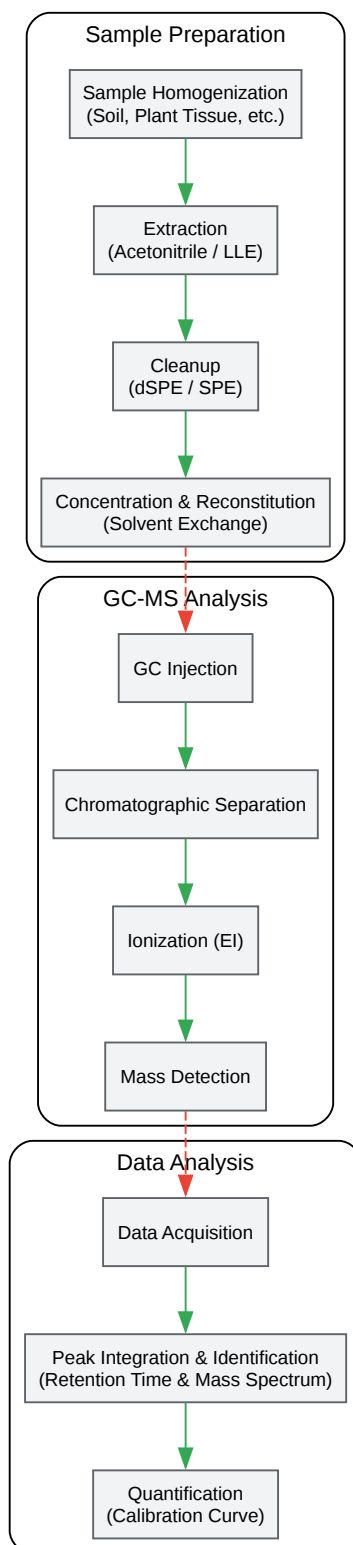 Sample Preparation
Sample Homogenization
(Soil, Plant Tissue, etc.)
Extraction
(Acetonitrile / LLE)
Cleanup
(dSPE / SPE)
Concentration & Reconstitution
(Solvent Exchange)
GC-MS Analysis
GC Injection
Chromatographic Separation
Ionization (EI)
Mass Detection
Data Analysis
Data Acquisition
Peak Integration & Identification
(Retention Time & Mass Spectrum)
Quantification
(Calibration Curve)